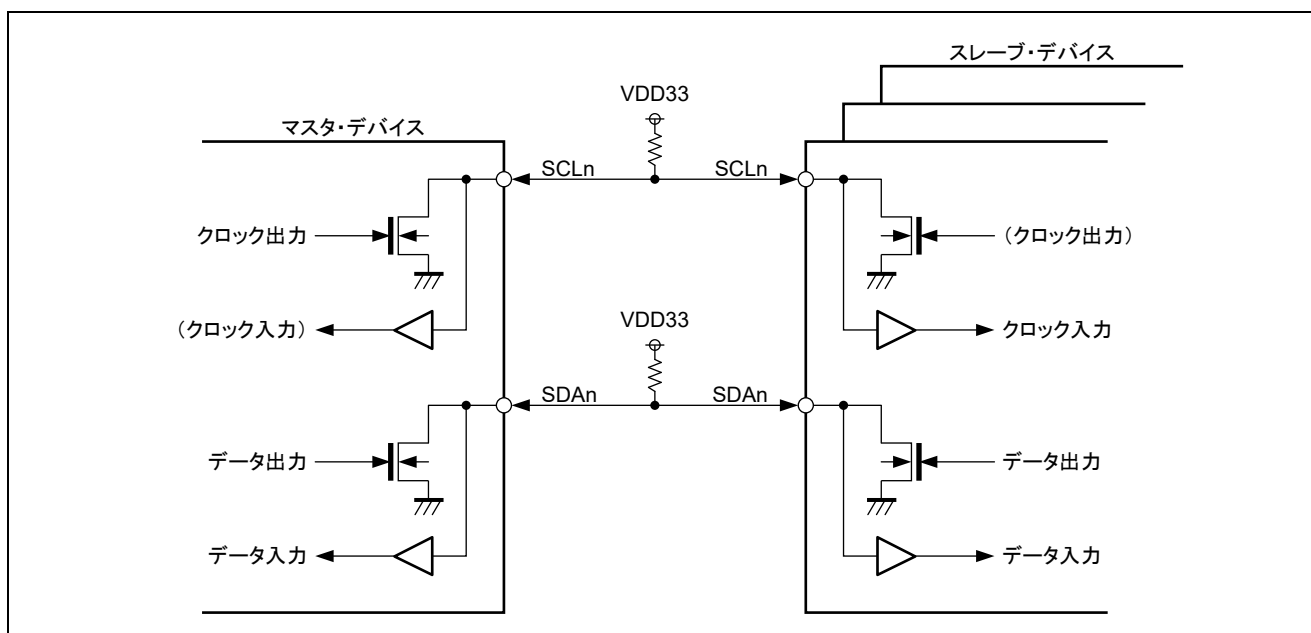 スレーブ・デバイス
VDD33
マスタ・デバイス
SCLn
SCLn
クロック出力
(クロック出力)
(クロック入力)
クロック入力
VDD33
SDAn
SDAn
データ出力
データ出力
データ入力
データ入力